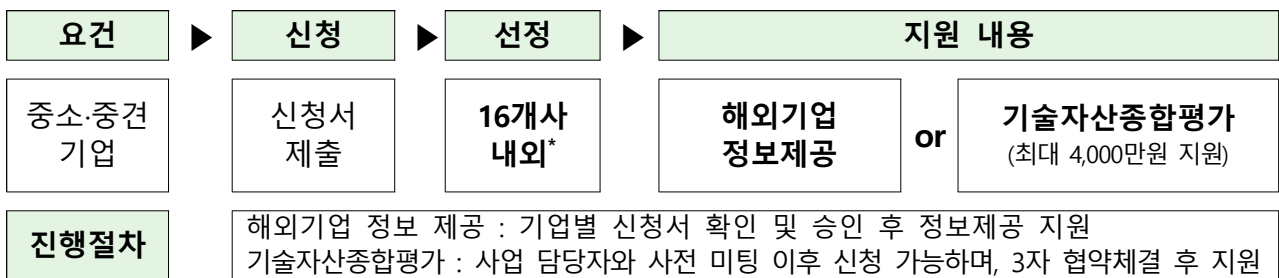 요건 ▶ 신청 ▶ 선정 ▶ 지원 내용
중소·중견
기업
신청서
제출
16개사
내외*
해외기업
정보제공
or
기술자산종합평가
(최대 4,000만원 지원)
진행절차
해외기업 정보 제공 : 기업별 신청서 확인 및 승인 후 정보제공 지원
기술자산종합평가 : 사업 담당자와 사전 미팅 이후 신청 가능하며, 3자 협약체결 후 지원